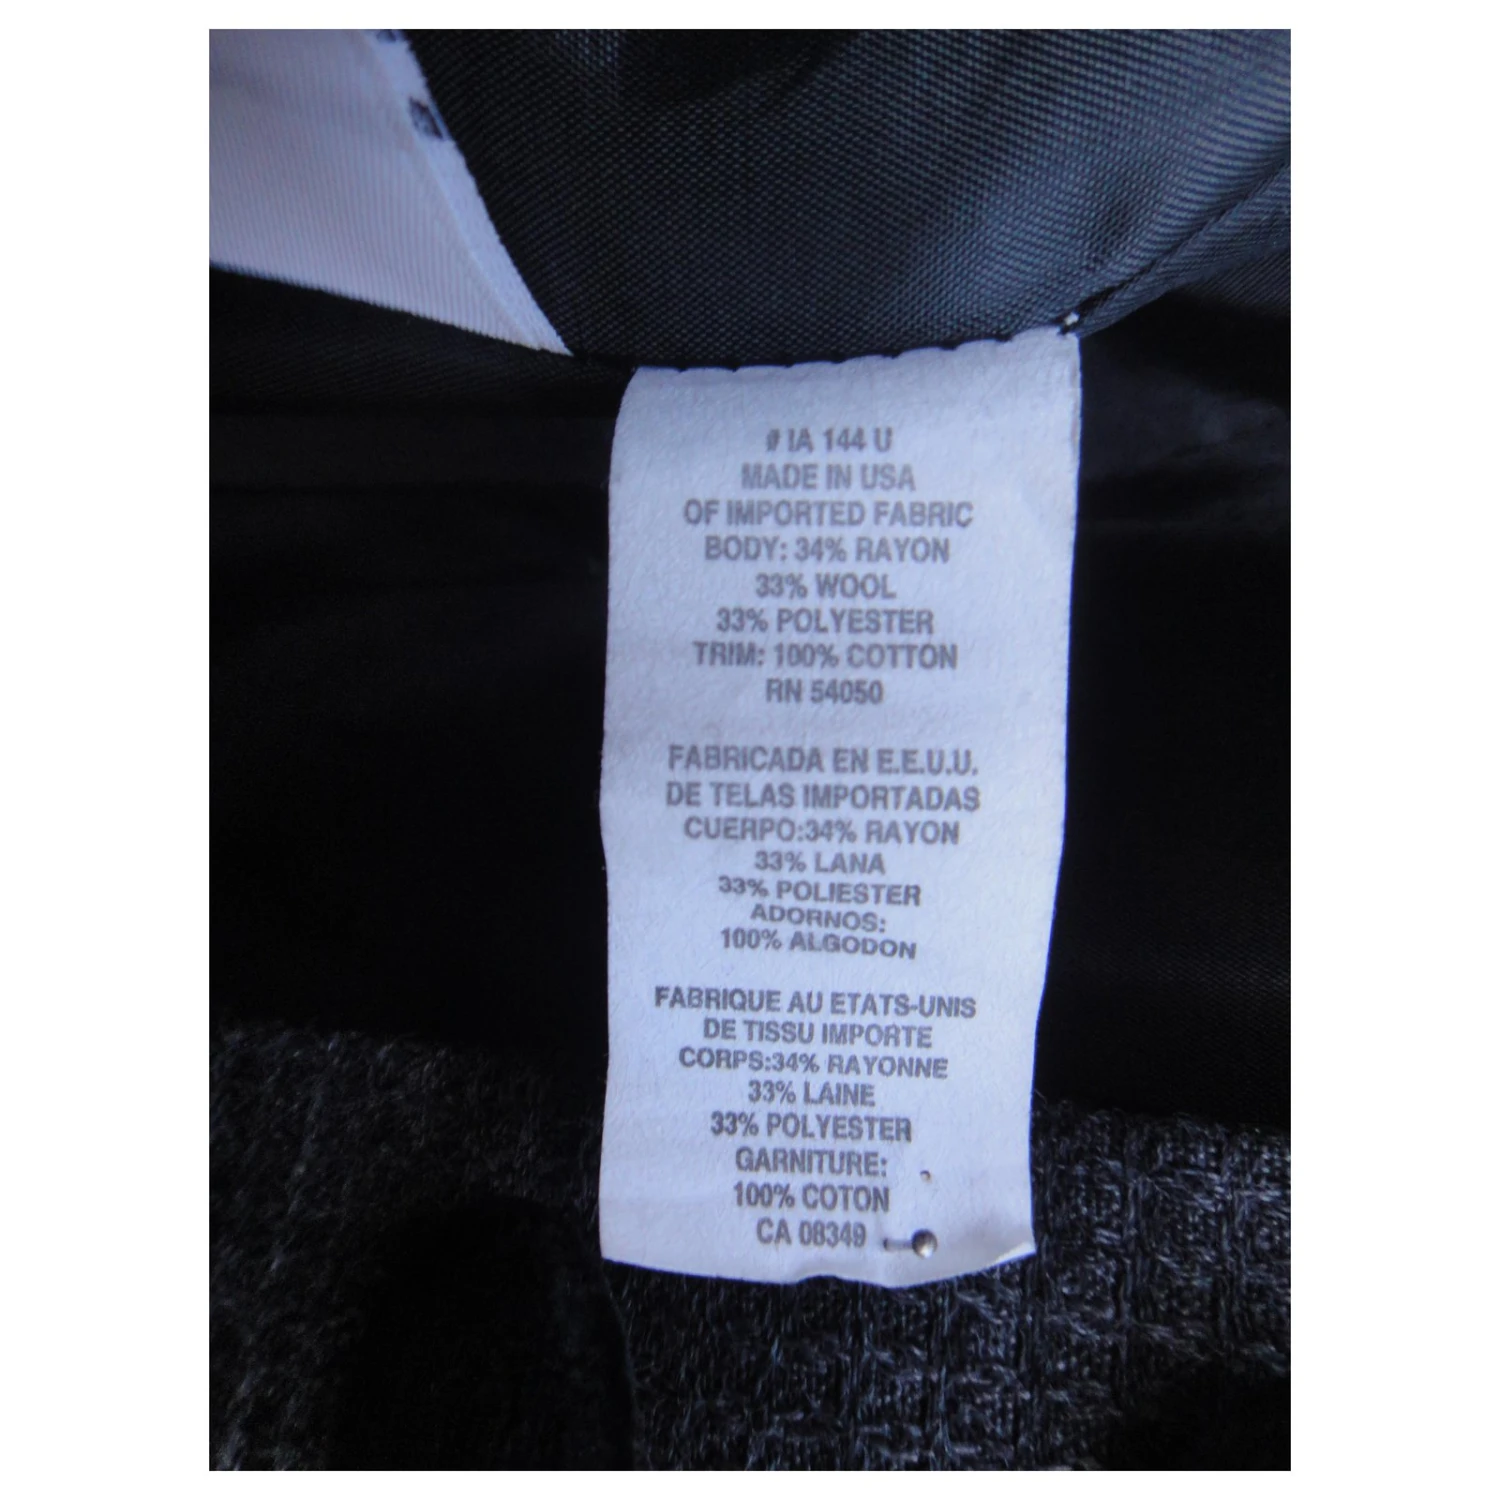 # IA 144 U
MADE IN USA
OF IMPORTED FABRIC
BODY: 34% RAYON
33% WOOL
33% POLYESTER
TRIM: 100% COTTON
RN 54050
FABRICADA EN E.E.U.U.
DE TELAS IMPORTADAS
CUERPO:34% RAYON
33% LANA
33% POLIESTER
ADORNOS:
100% ALGODON
FABRIQUE AU ETATS-UNIS
DE TISSU IMPORTE
CORPS:34% RAYONNE
33% LAINE
33% POLYESTER
GARNITURE:
100% COTON
CA 08349